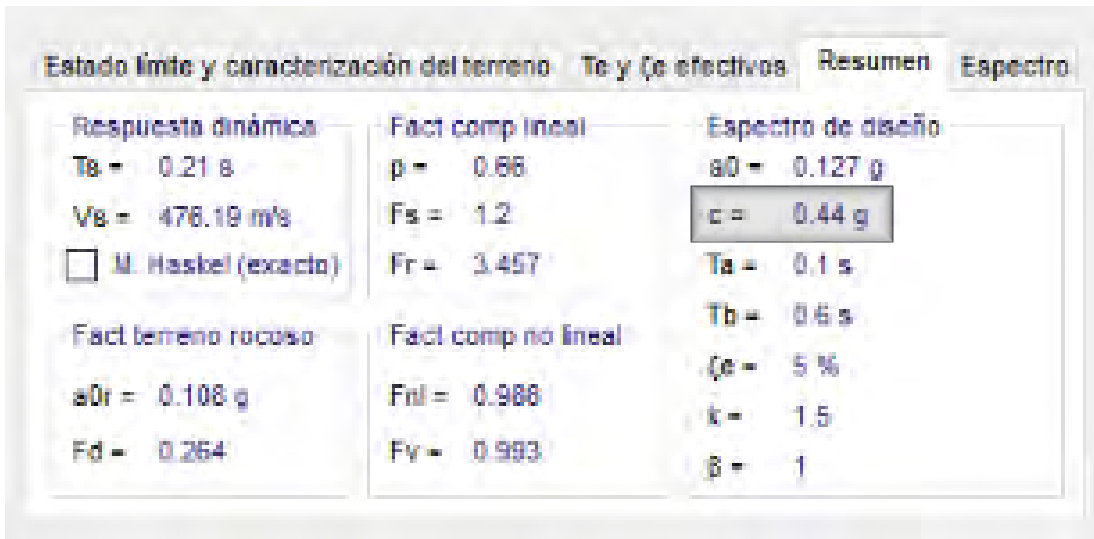 Estado límite y caracterización del terreno Te y ζe efectivos Resumen Espectro
Respuesta dinámica
Ts = 0.21 s
Vs = 476.19 m/s
M. Haskel (exacto)
Fact terreno rocoso
a0r = 0.108 g
Fd = 0.264
Fact comp lineal
p = 0.66
Fs = 1.2
Fr = 3.457
Fact comp no lineal
Fnl = 0.988
Fv = 0.993
Espectro de diseño
a0 = 0.127 g
c = 0.44 g
Ta = 0.1 s
Tb = 0.6 s
ζe = 5 %
k = 1.5
β = 1